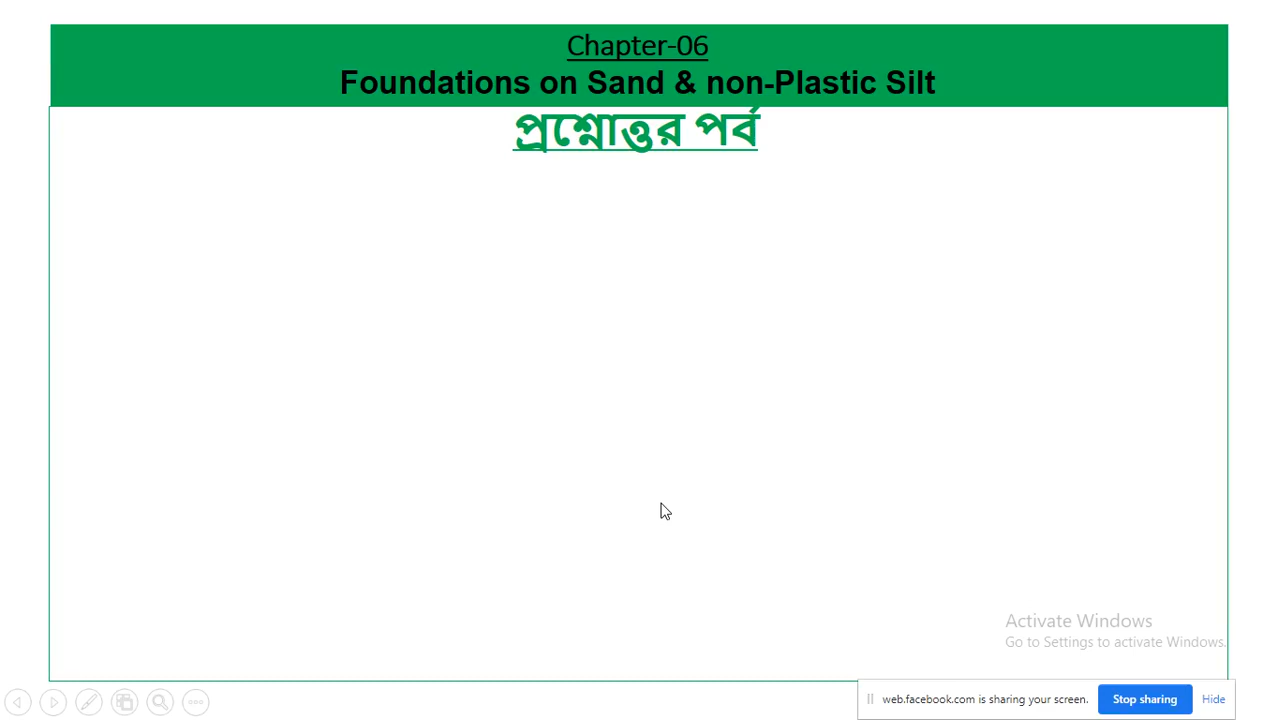 Chapter-06
Foundations on Sand & non-Plastic Silt
প্রশ্নোত্তর পর্ব
Activate Windows
Go to Settings to activate Windows.
web.facebook.com is sharing your screen. Stop sharing Hide